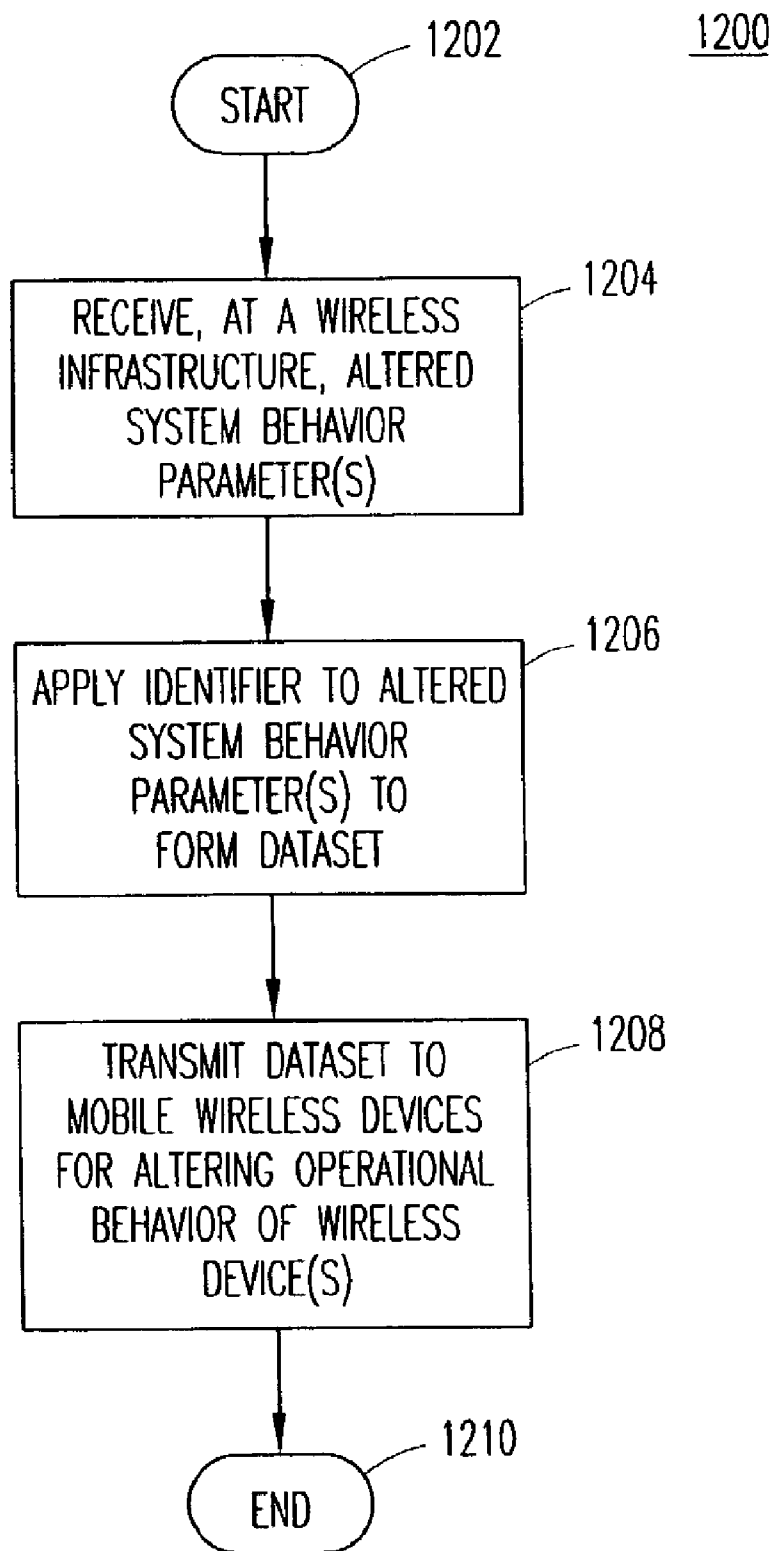 1200
1202
START
1204
RECEIVE, AT A WIRELESS
INFRASTRUCTURE, ALTERED
SYSTEM BEHAVIOR
PARAMETER(S)
1206
APPLY IDENTIFIER TO ALTERED
SYSTEM BEHAVIOR
PARAMETER(S) TO
FORM DATASET
1208
TRANSMIT DATASET TO
MOBILE WIRELESS DEVICES
FOR ALTERING OPERATIONAL
BEHAVIOR OF WIRELESS
DEVICE(S)
1210
END